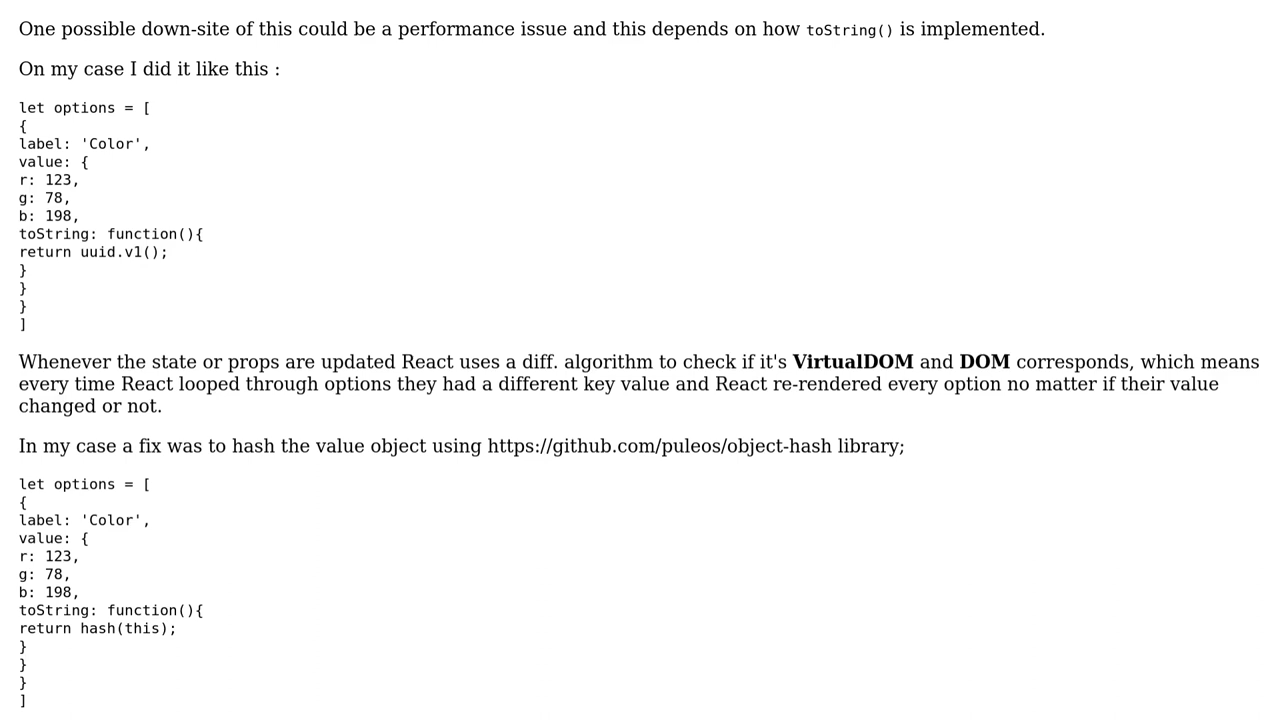 One possible down-site of this could be a performance issue and this depends on how toString() is implemented.
On my case I did it like this :
let options = [
{
label: 'Color',
value: {
r: 123,
g: 78,
b: 198,
toString: function(){
return uuid.v1();
}
}
}
]
Whenever the state or props are updated React uses a diff. algorithm to check if it's VirtualDOM and DOM corresponds, which means
every time React looped through options they had a different key value and React re-rendered every option no matter if their value
changed or not.
In my case a fix was to hash the value object using https://github.com/puleos/object-hash library;
let options = [
{
label: 'Color',
value: {
r: 123,
g: 78,
b: 198,
toString: function(){
return hash(this);
}
}
}
]